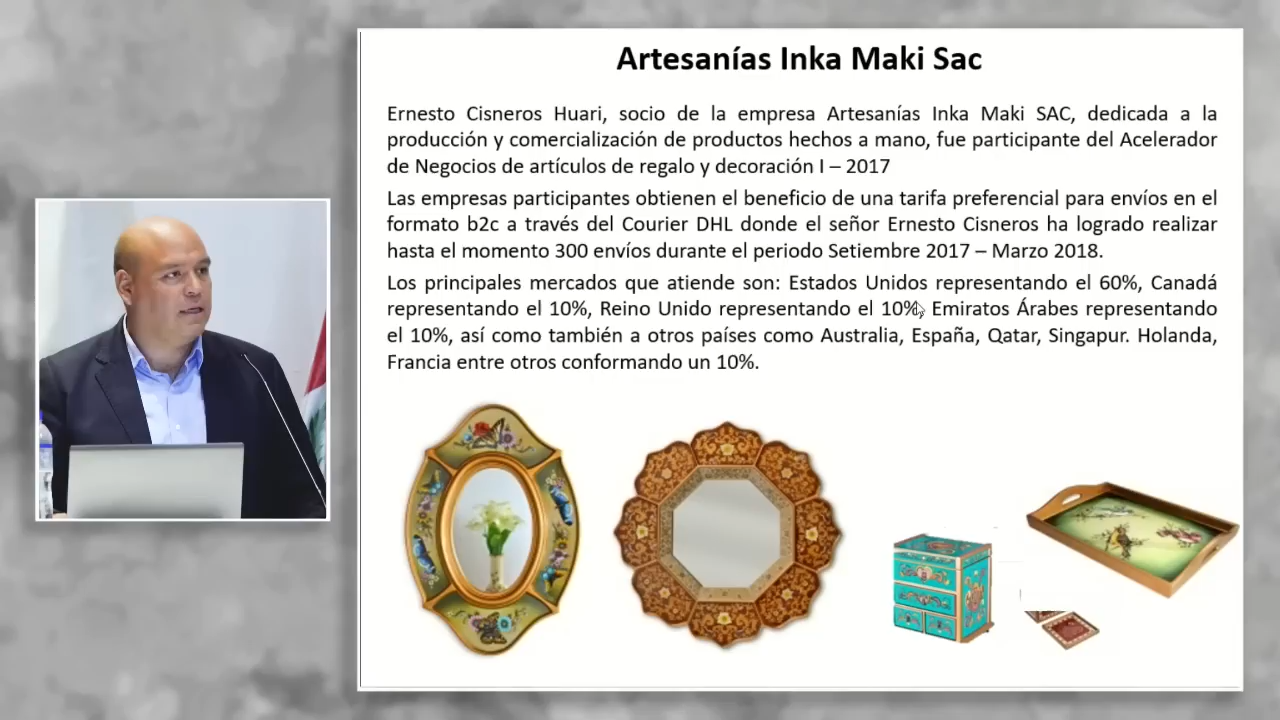 Artesanías Inka Maki Sac
Ernesto Cisneros Huari, socio de la empresa Artesanías Inka Maki SAC, dedicada a la
producción y comercialización de productos hechos a mano, fue participante del Acelerador
de Negocios de artículos de regalo y decoración I – 2017
Las empresas participantes obtienen el beneficio de una tarifa preferencial para envíos en el
formato b2c a través del Courier DHL donde el señor Ernesto Cisneros ha logrado realizar
hasta el momento 300 envíos durante el periodo Setiembre 2017 – Marzo 2018.
Los principales mercados que atiende son: Estados Unidos representando el 60%, Canadá
representando el 10%, Reino Unido representando el 10%, Emiratos Árabes representando
el 10%, así como también a otros países como Australia, España, Qatar, Singapur. Holanda,
Francia entre otros conformando un 10%.